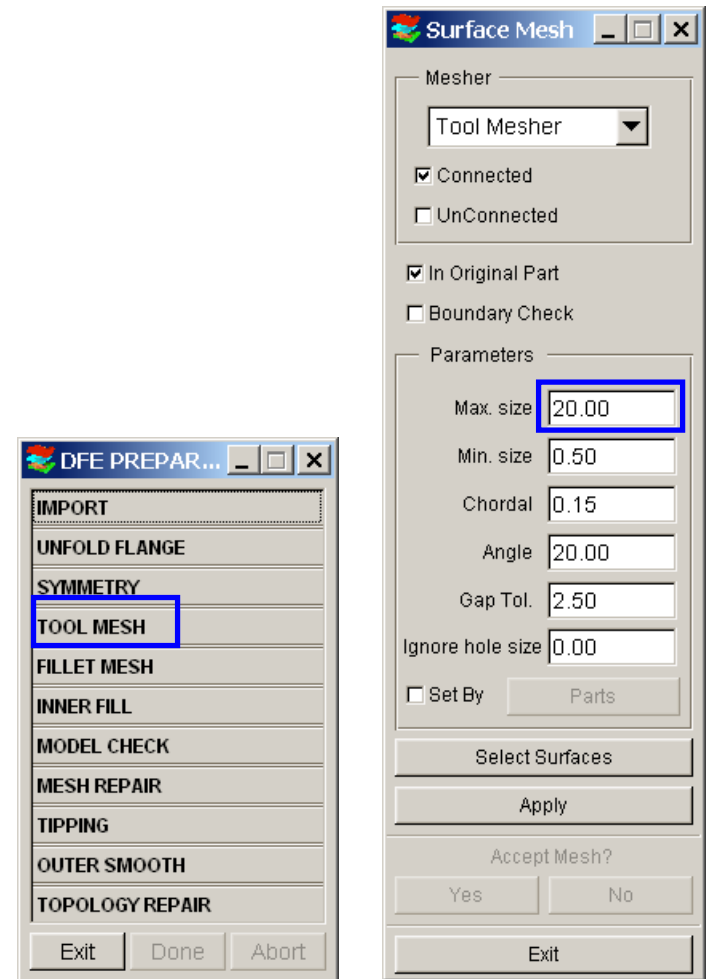 DFE PREPAR...
IMPORT
UNFOLD FLANGE
SYMMETRY
TOOL MESH
FILLET MESH
INNER FILL
MODEL CHECK
MESH REPAIR
TIPPING
OUTER SMOOTH
TOPOLOGY REPAIR
Exit Done Abort
Surface Mesh
Mesher
Tool Mesher
Connected
UnConnected
In Original Part
Boundary Check
Parameters
Max. size 20.00
Min. size 0.50
Chordal 0.15
Angle 20.00
Gap Tol. 2.50
Ignore hole size 0.00
Set By Parts
Select Surfaces
Apply
Accept Mesh?
Yes No
Exit